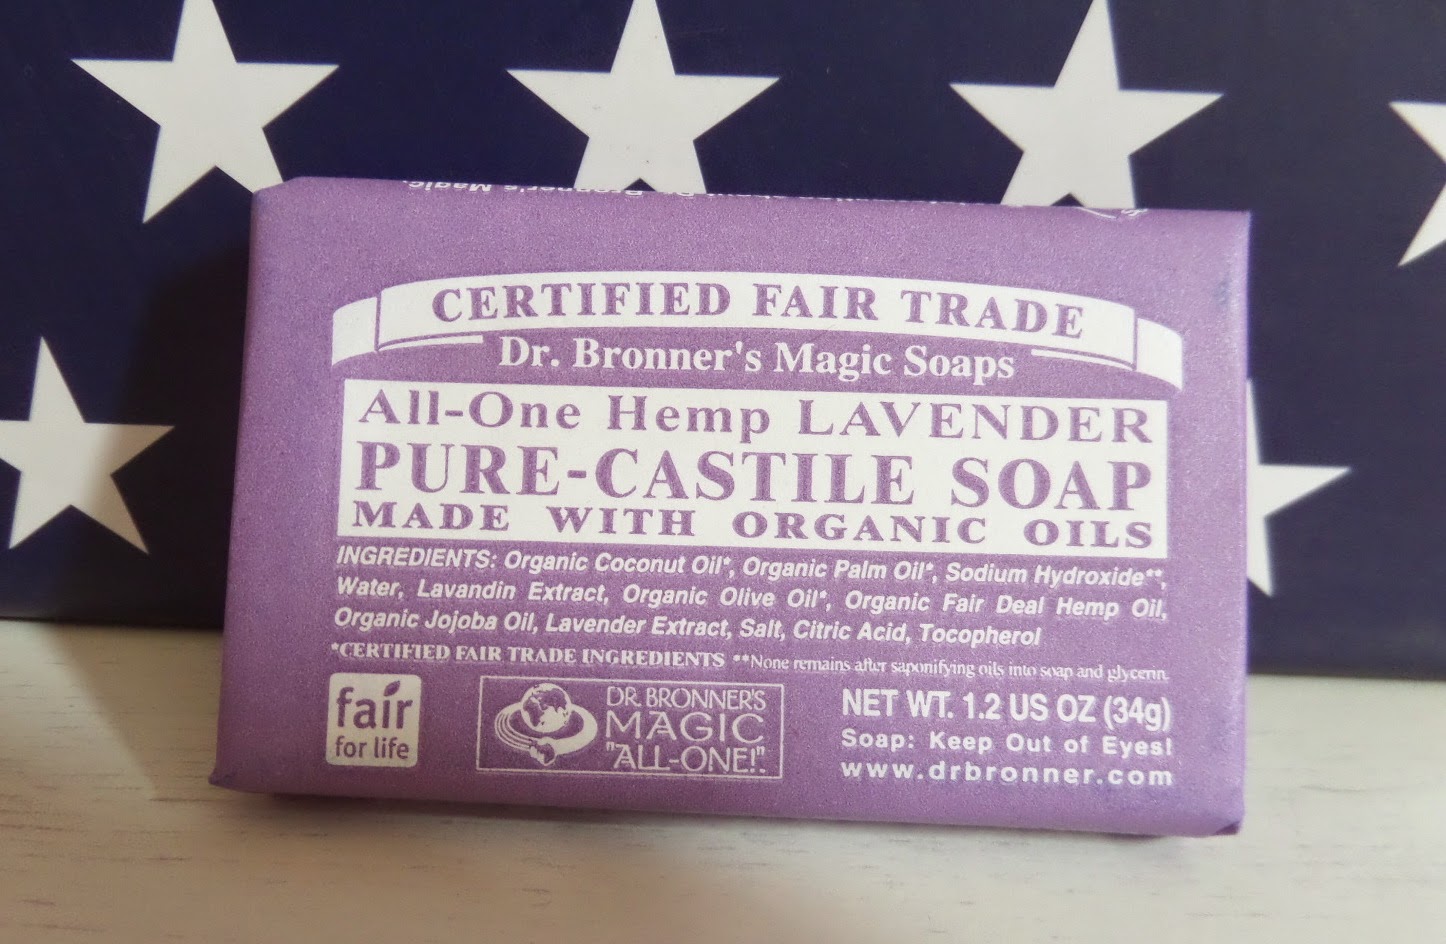 Bronner's Magic.
CERTIFIED FAIR TRADE
Dr. Bronner's Magic Soaps
All-One Hemp LAVENDER
PURE-CASTILE SOAP
MADE WITH ORGANIC OILS
INGREDIENTS: Organic Coconut Oil*, Organic Palm Oil*, Sodium Hydroxide**,
Water, Lavandin Extract, Organic Olive Oil*, Organic Fair Deal Hemp Oil,
Organic Jojoba Oil, Lavender Extract, Salt, Citric Acid, Tocopherol
*CERTIFIED FAIR TRADE INGREDIENTS **None remains after saponifying oils into soap and glycerin.
fair
for life
DR. BRONNER'S
MAGIC
"ALL-ONE!".
NET WT. 1.2 US OZ (34g)
Soap: Keep Out of Eyes!
www.drbronner.com